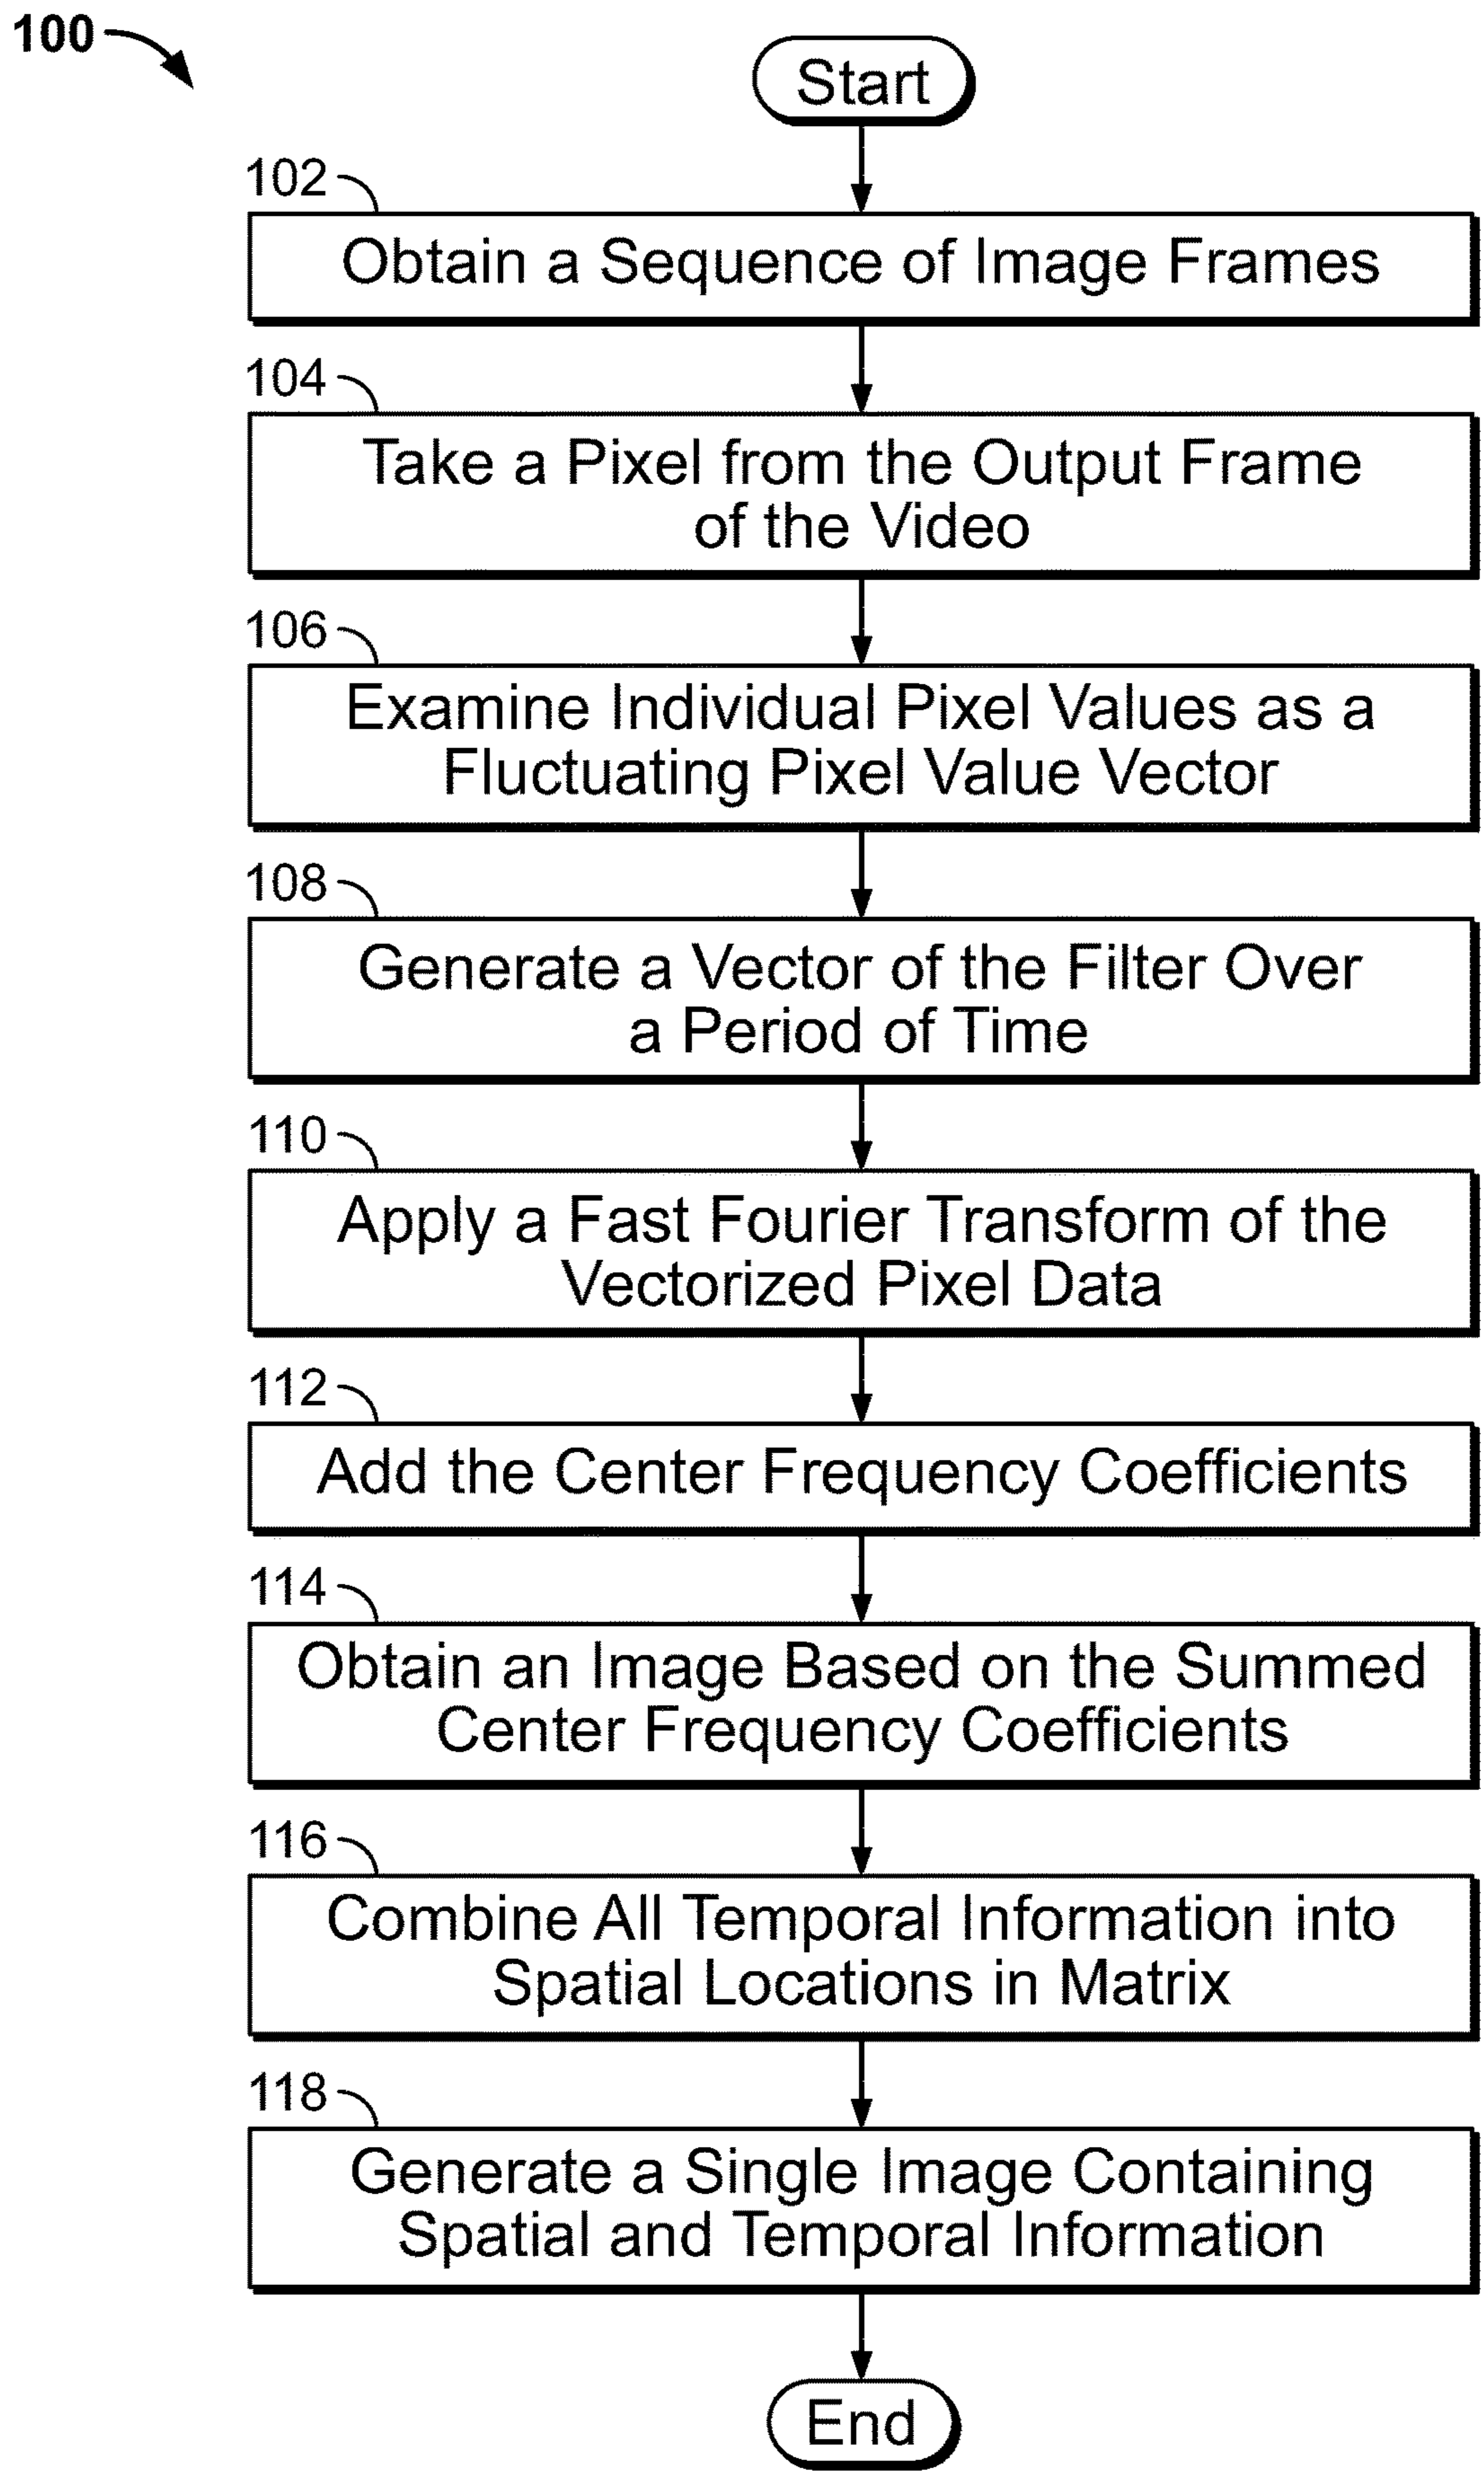 100
Start
102
Obtain a Sequence of Image Frames
104
Take a Pixel from the Output Frame
of the Video
106
Examine Individual Pixel Values as a
Fluctuating Pixel Value Vector
108
Generate a Vector of the Filter Over
a Period of Time
110
Apply a Fast Fourier Transform of the
Vectorized Pixel Data
112
Add the Center Frequency Coefficients
114
Obtain an Image Based on the Summed
Center Frequency Coefficients
116
Combine All Temporal Information into
Spatial Locations in Matrix
118
Generate a Single Image Containing
Spatial and Temporal Information
End